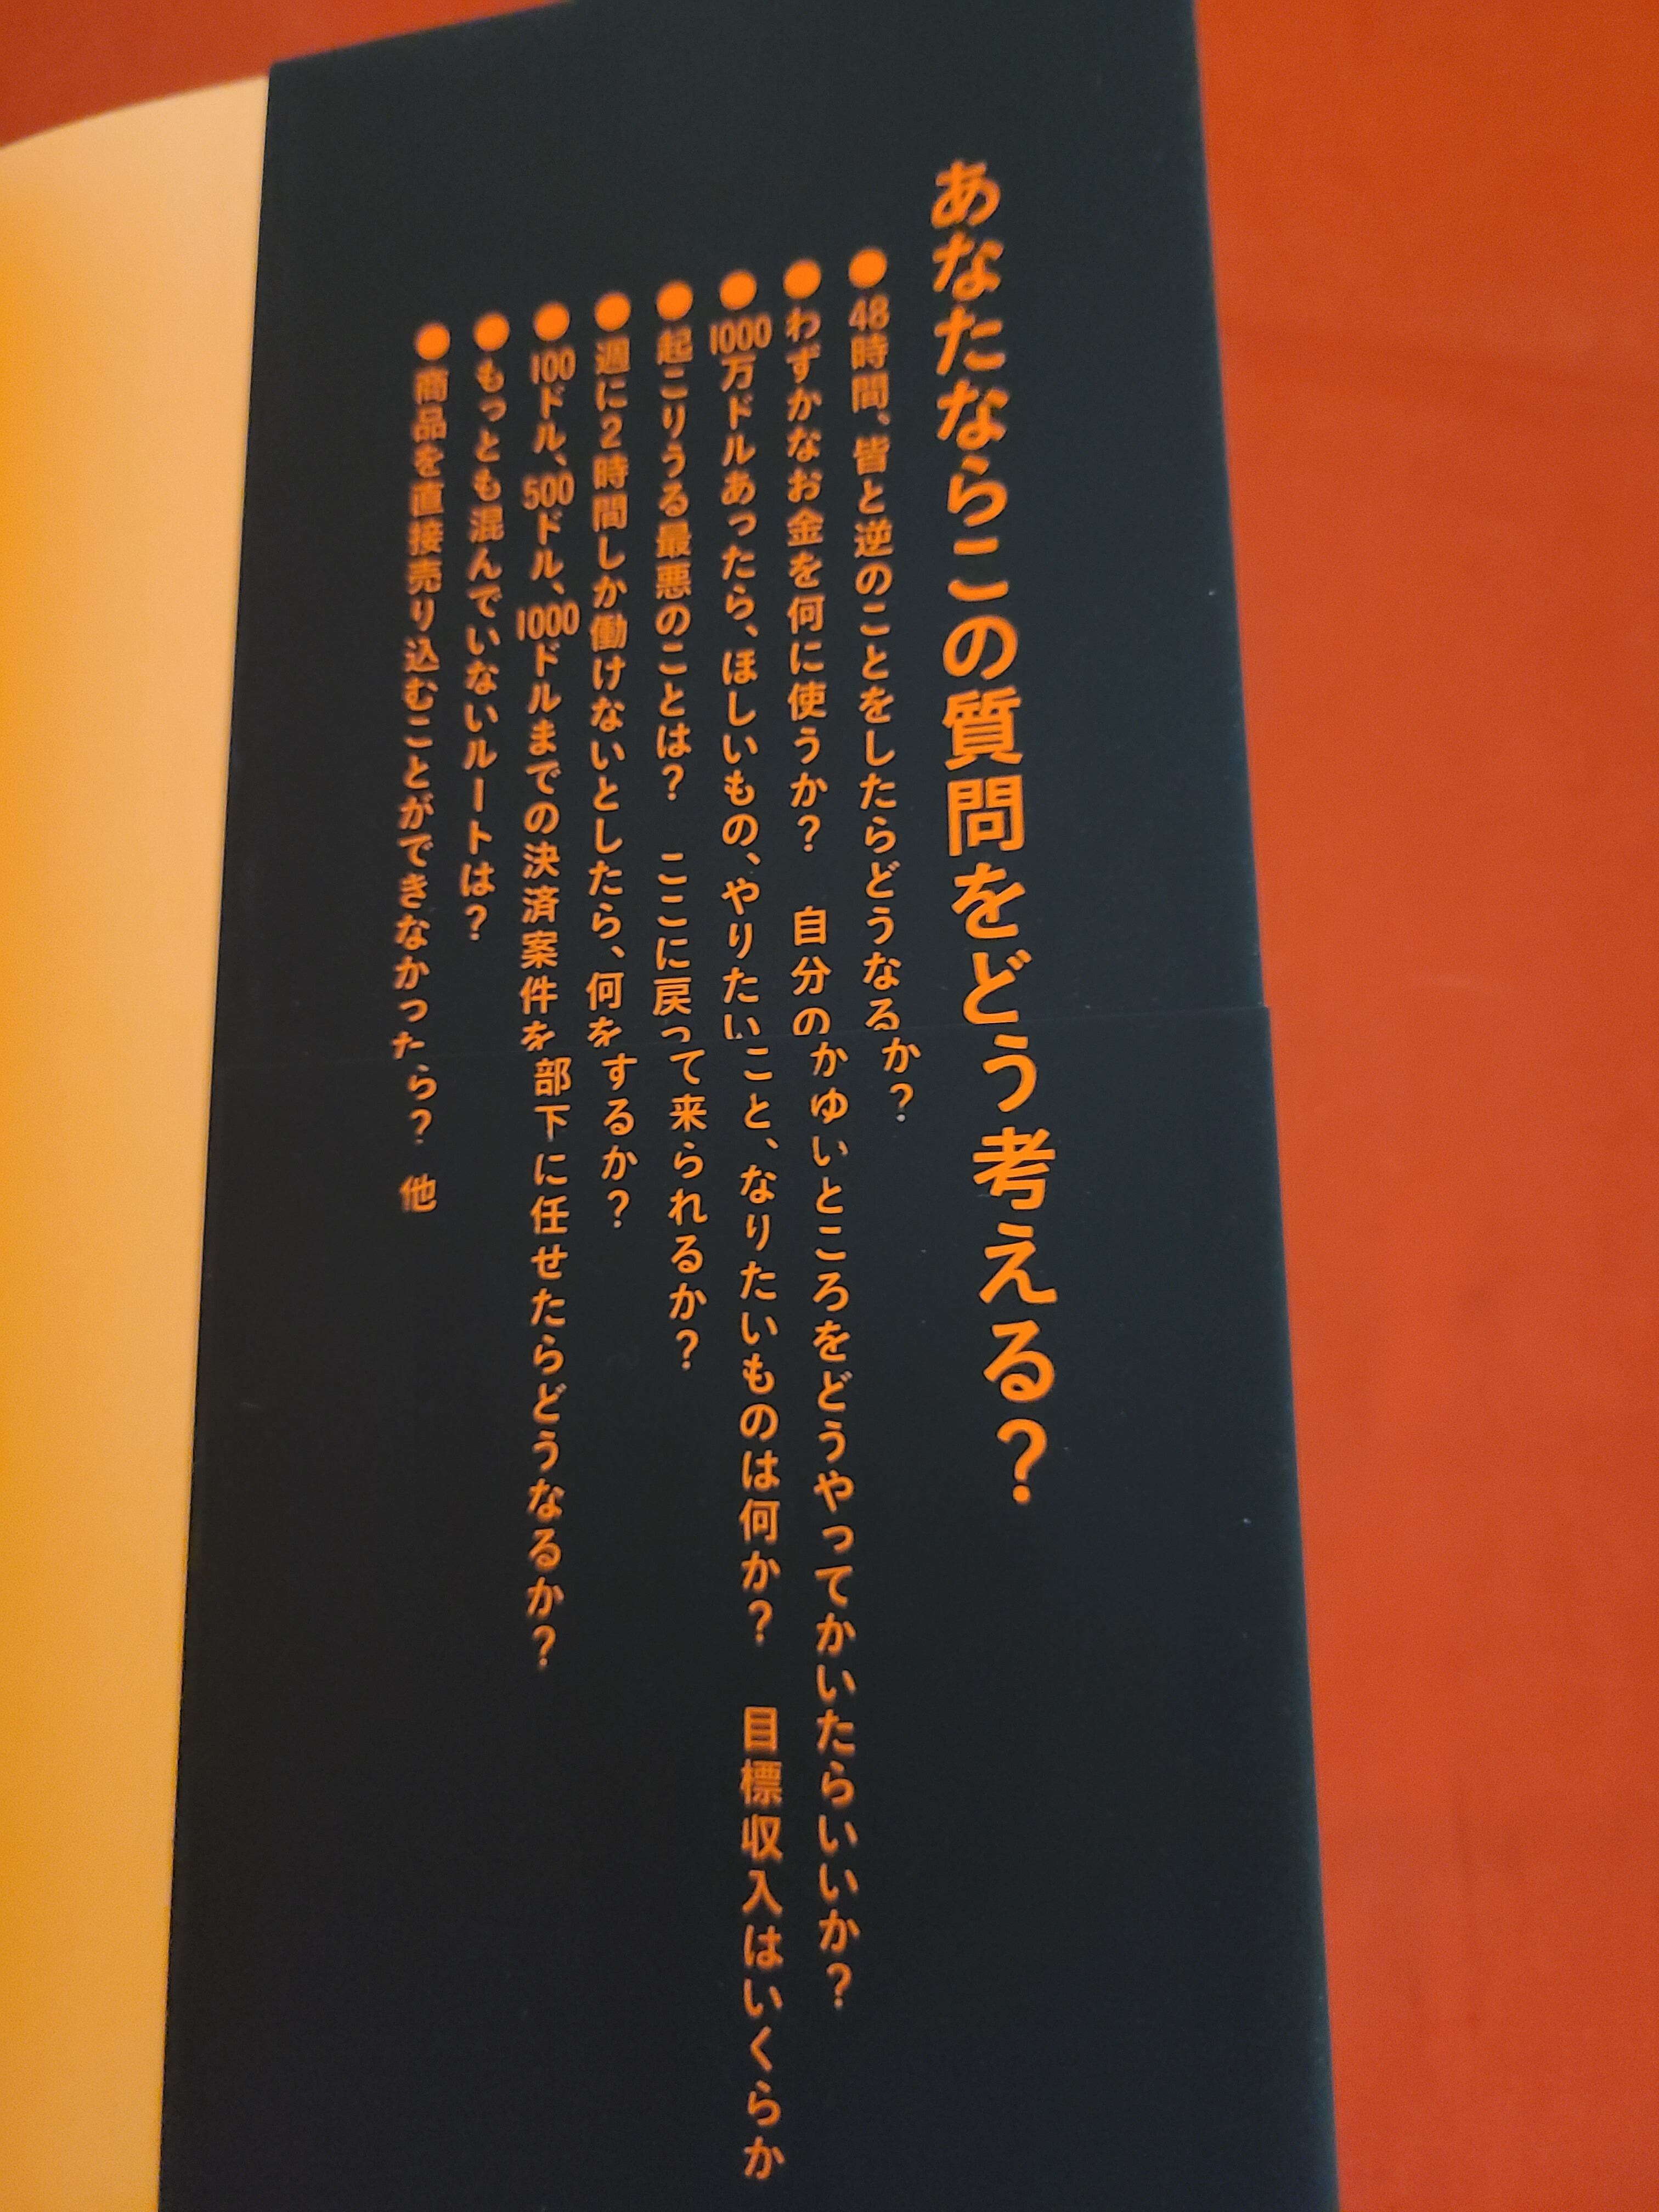 あなたならこの質問をどう考える?
●48時間、皆と逆のことをしたらどうなるか?
●わずかなお金を何に使うか? 自分のかゆいところをどうやってかいたらいいか?
●1000万ドルあったら、ほしいもの、やりたいこと、なりたいものは何か? 目標収入はいくらか
●起こりうる最悪のことは? ここに戻って来られるか?
●週に2時間しか働けないとしたら、何をするか?
●100ドル、500ドル、1000ドルまでの決済案件を部下に任せたらどうなるか?
●もっとも混んでいないルートは?
●商品を直接売り込むことができなかったら? 他